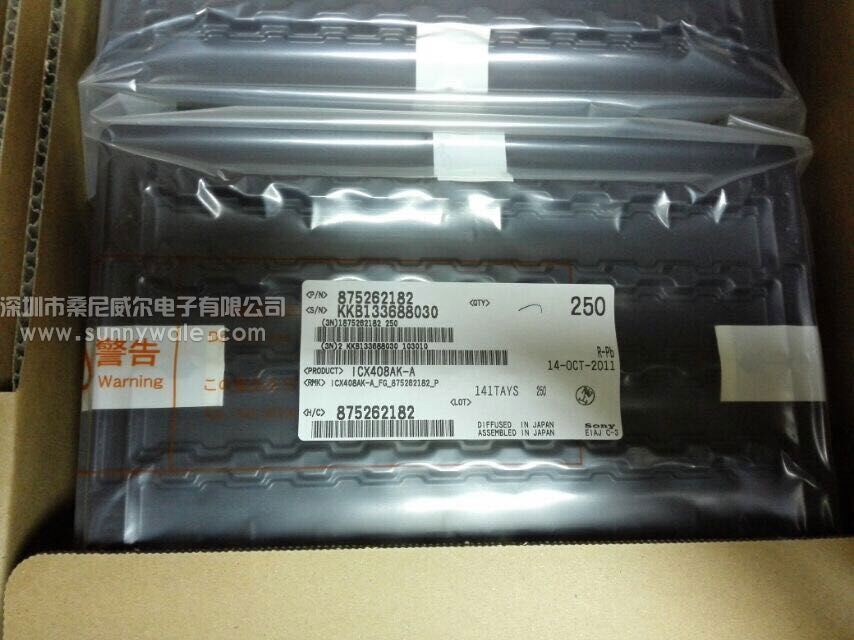 <P/N> 875262182 <QTY> 250
<S/N> KKB133688030
(3N)1875262182 250
(3N)2 KKB133688030 103010
R-Pb
<PRODUCT> ICX408AK-A 14-OCT-2011
<RMK> ICX408AK-A_FG_875262182_P
<LOT> 141TAYS 250
<H/C> 875262182
DIFFUSED IN JAPAN
ASSEMBLED IN JAPAN
Sony
EIAJ C-3
警告
Warning
この
深圳市桑尼威尔电子有限公司
www.sunnywale.com